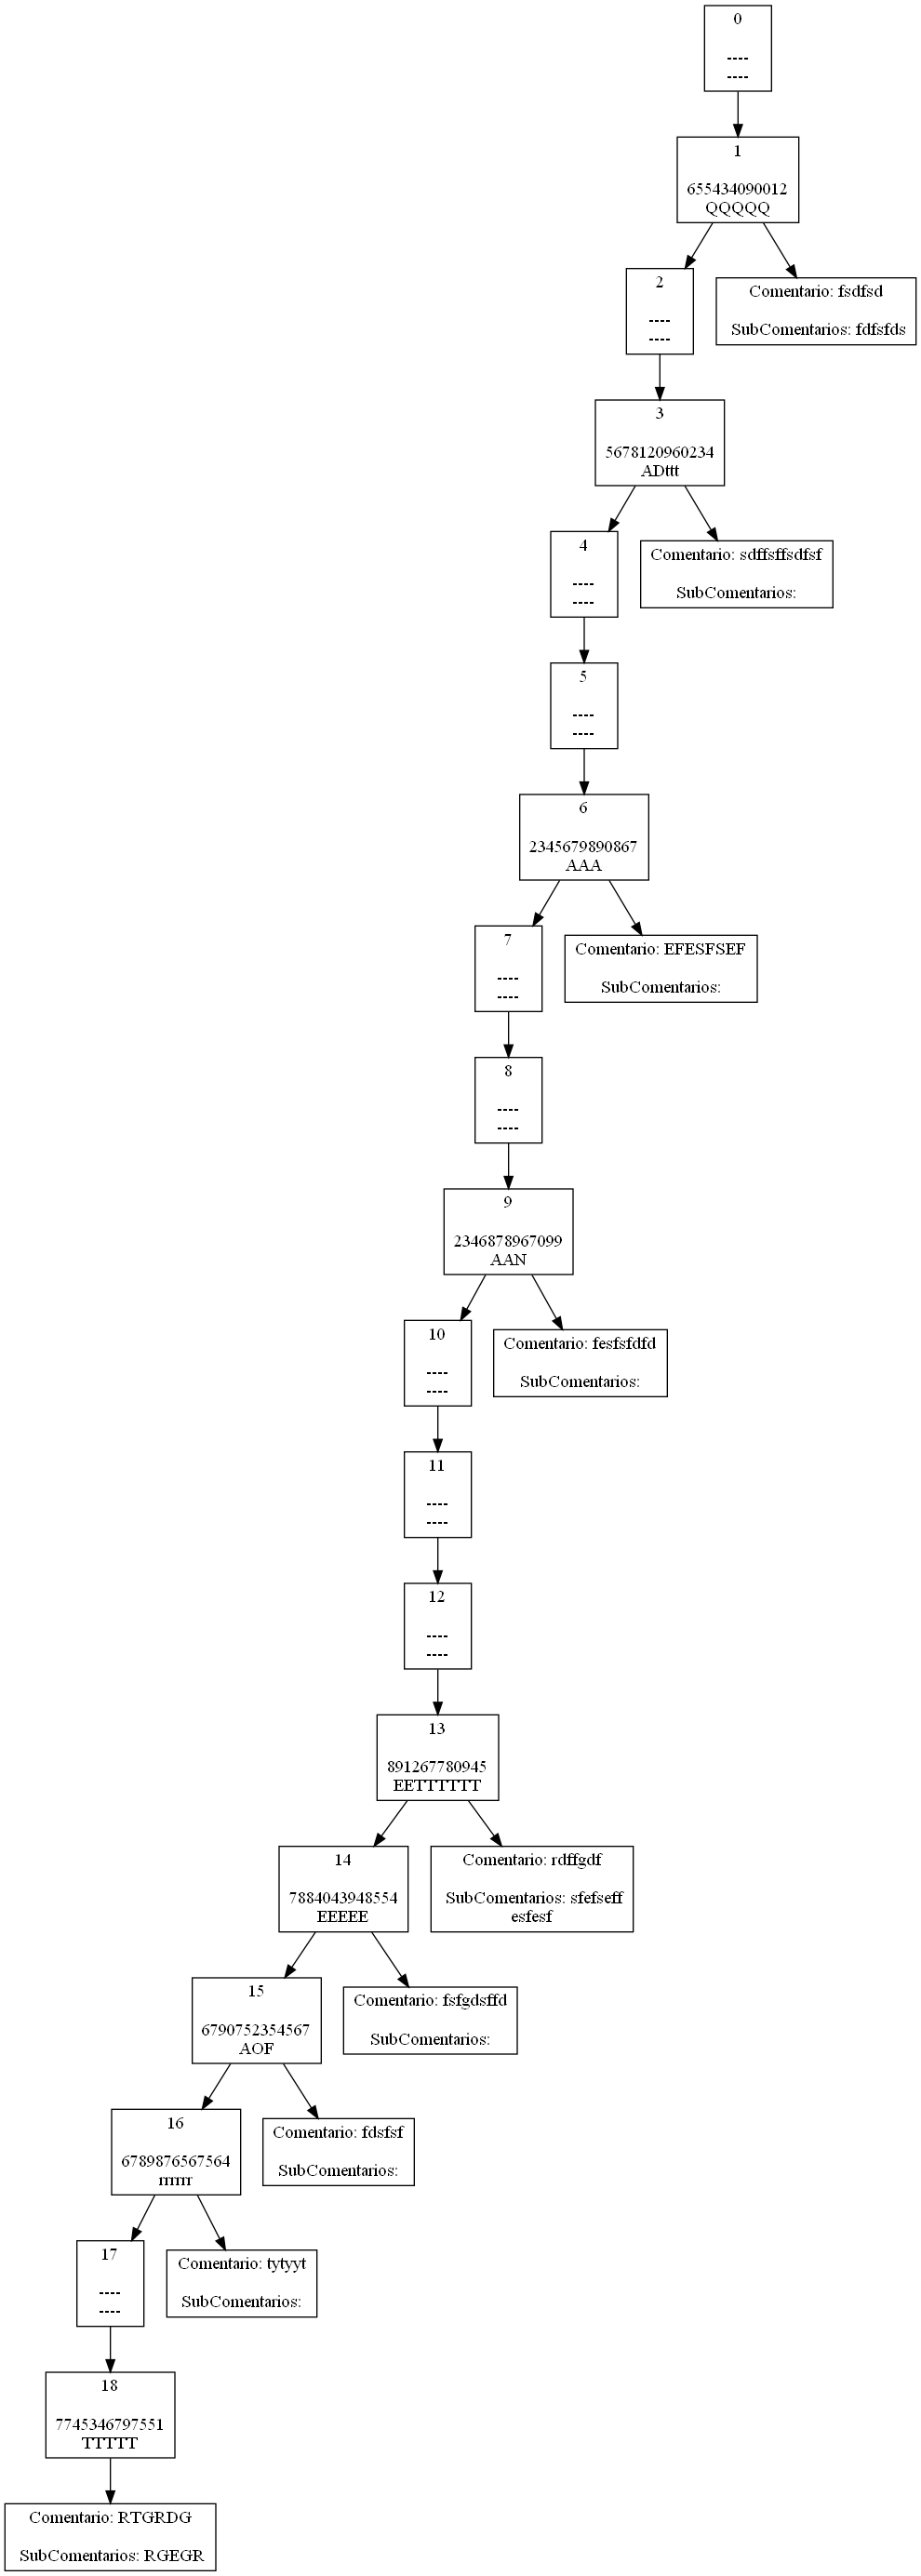 0
----
----
1
655434090012
QQQQQ
2
----
----
Comentario: fsdfsd
SubComentarios: fdfsfds
3
5678120960234
ADttt
4
----
----
Comentario: sdffsffsdfsf
SubComentarios:
5
----
----
6
2345679890867
AAA
7
----
----
Comentario: EFESFSEF
SubComentarios:
8
----
----
9
2346878967099
AAN
10
----
----
Comentario: fesfsfdfd
SubComentarios:
11
----
----
12
----
----
13
891267780945
EETTTTTT
14
7884043948554
EEEEE
Comentario: rdffgdf
SubComentarios: sfefseff
esfesf
15
6790752354567
AOF
Comentario: fsfgdsffd
SubComentarios:
16
6789876567564
rrrrrr
Comentario: fdsfsf
SubComentarios:
17
----
----
Comentario: tytyyt
SubComentarios:
18
7745346797551
TTTTT
Comentario: RTGRDG
SubComentarios: RGEGR